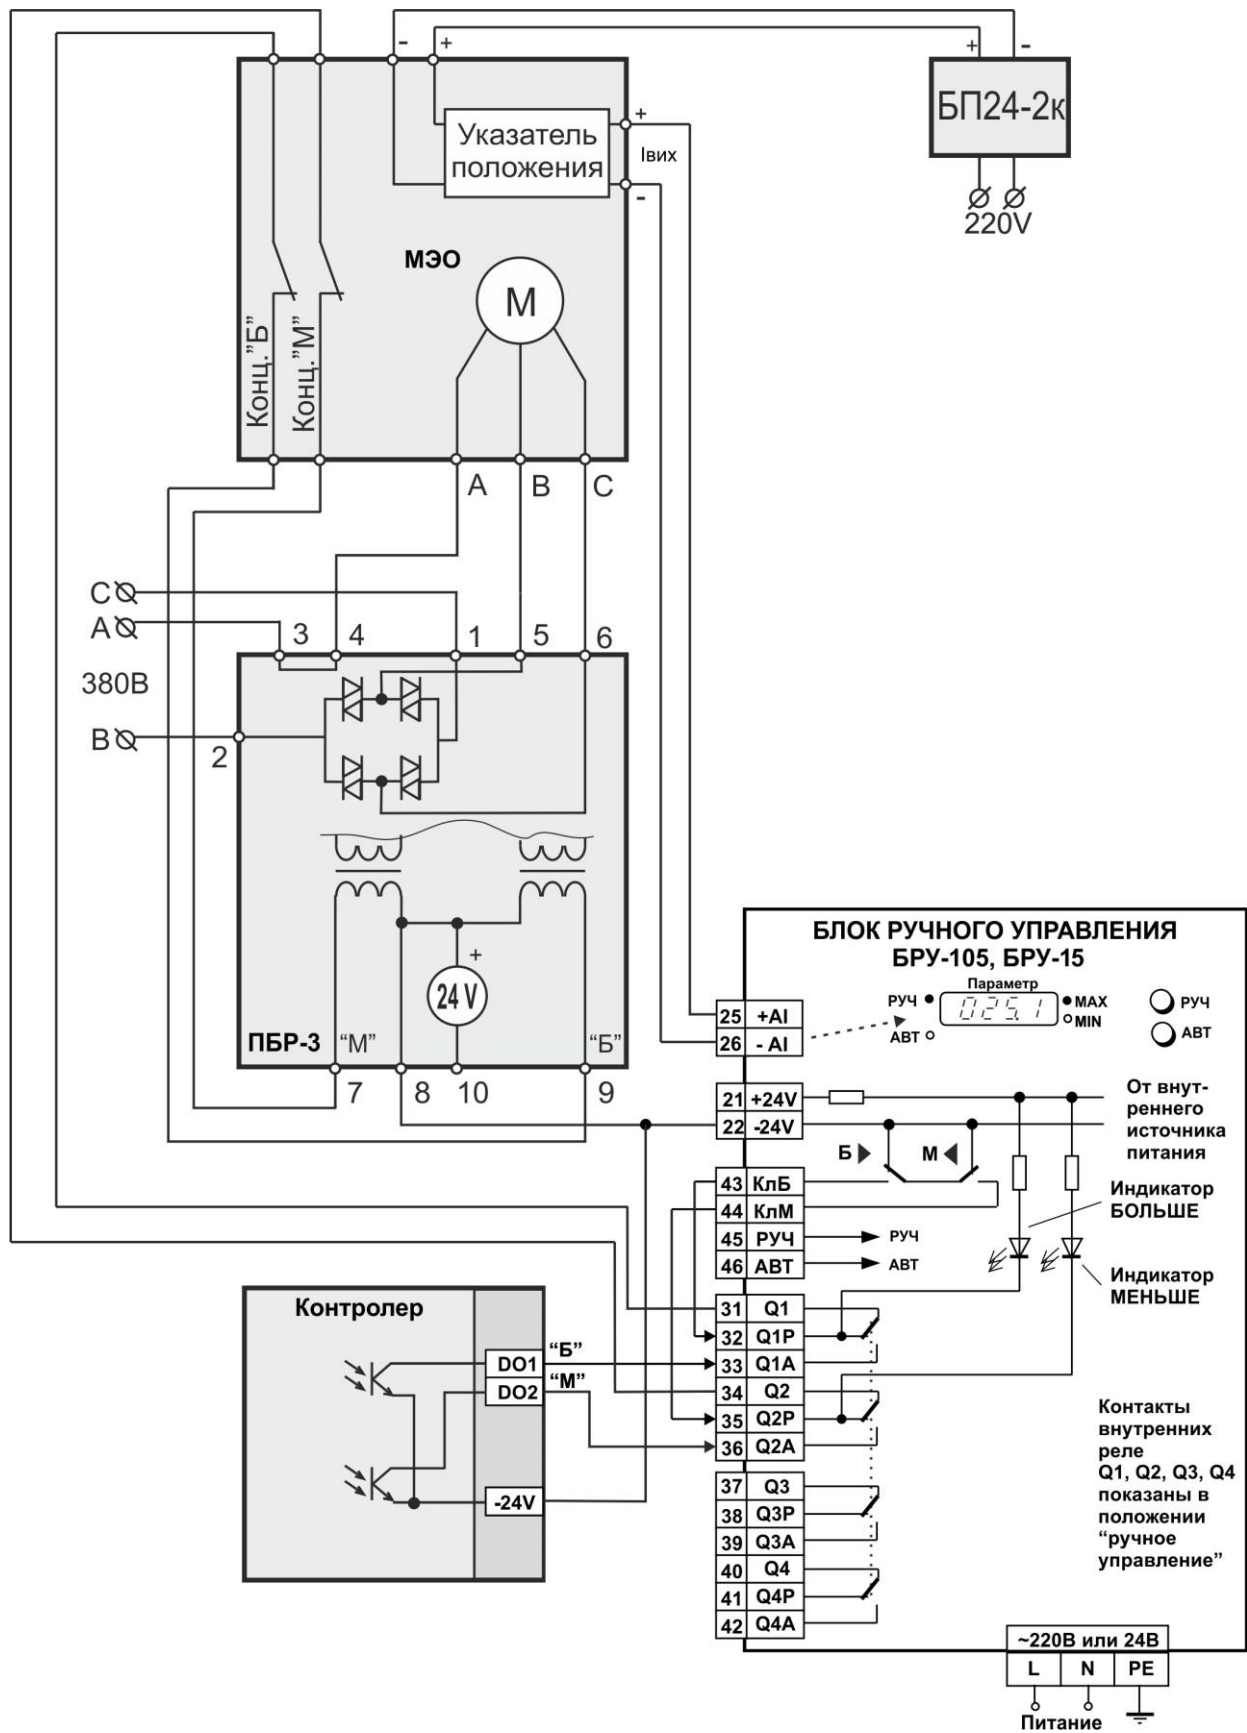 -
+
+
-
БП24-2к
220V
Указатель
положения
+
Івих
-
МЭО
М
Конц."Б"
Конц."М"
A
B
C
C
A
380В
B
3
4
1
5
6
2
+
24 V
ПБР-3
"М"
"Б"
7
8
10
9
БЛОК РУЧНОГО УПРАВЛЕНИЯ
БРУ-105, БРУ-15
Параметр
РУЧ
025.1
MAX
MIN
АВТ
РУЧ
АВТ
25 +AI
26 - AI
21 +24V
22 -24V
От внут-
реннего
источника
питания
Б
М
43 КлБ
44 КлМ
45 РУЧ
РУЧ
46 АВТ
АВТ
Индикатор
БОЛЬШЕ
Индикатор
МЕНЬШЕ
Контролер
DO1
"Б"
DO2
"М"
-24V
31 Q1
32 Q1P
33 Q1A
34 Q2
35 Q2P
36 Q2A
37 Q3
38 Q3P
39 Q3A
40 Q4
41 Q4P
42 Q4A
Контакты
внутренних
реле
Q1, Q2, Q3, Q4
показаны в
положении
"ручное
управление"
~220В или 24В
L N PE
Питание